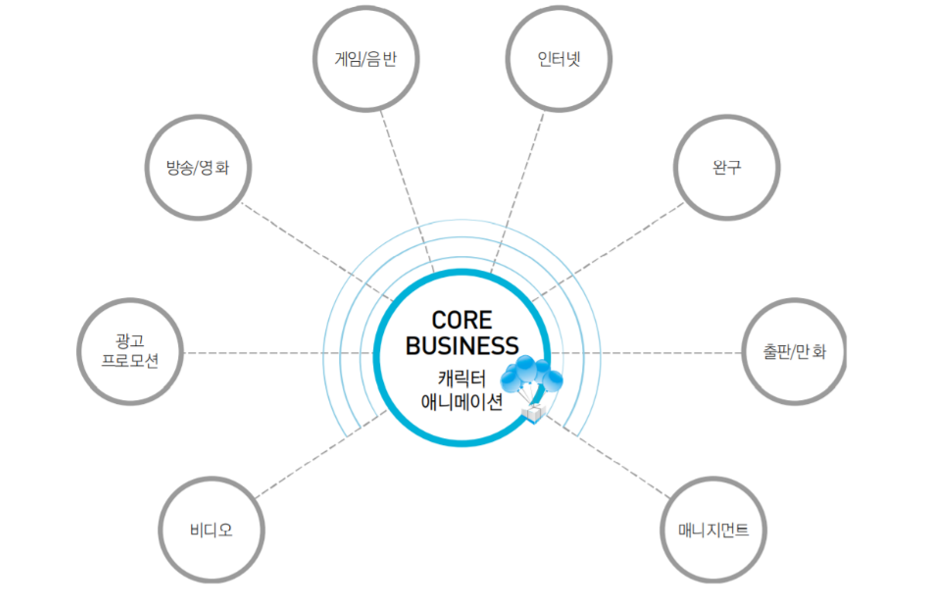 게임/음반
인터넷
방송/영화
완구
CORE
BUSINESS
캐릭터
애니메이션
광고
프로모션
출판/만화
비디오
매니지먼트